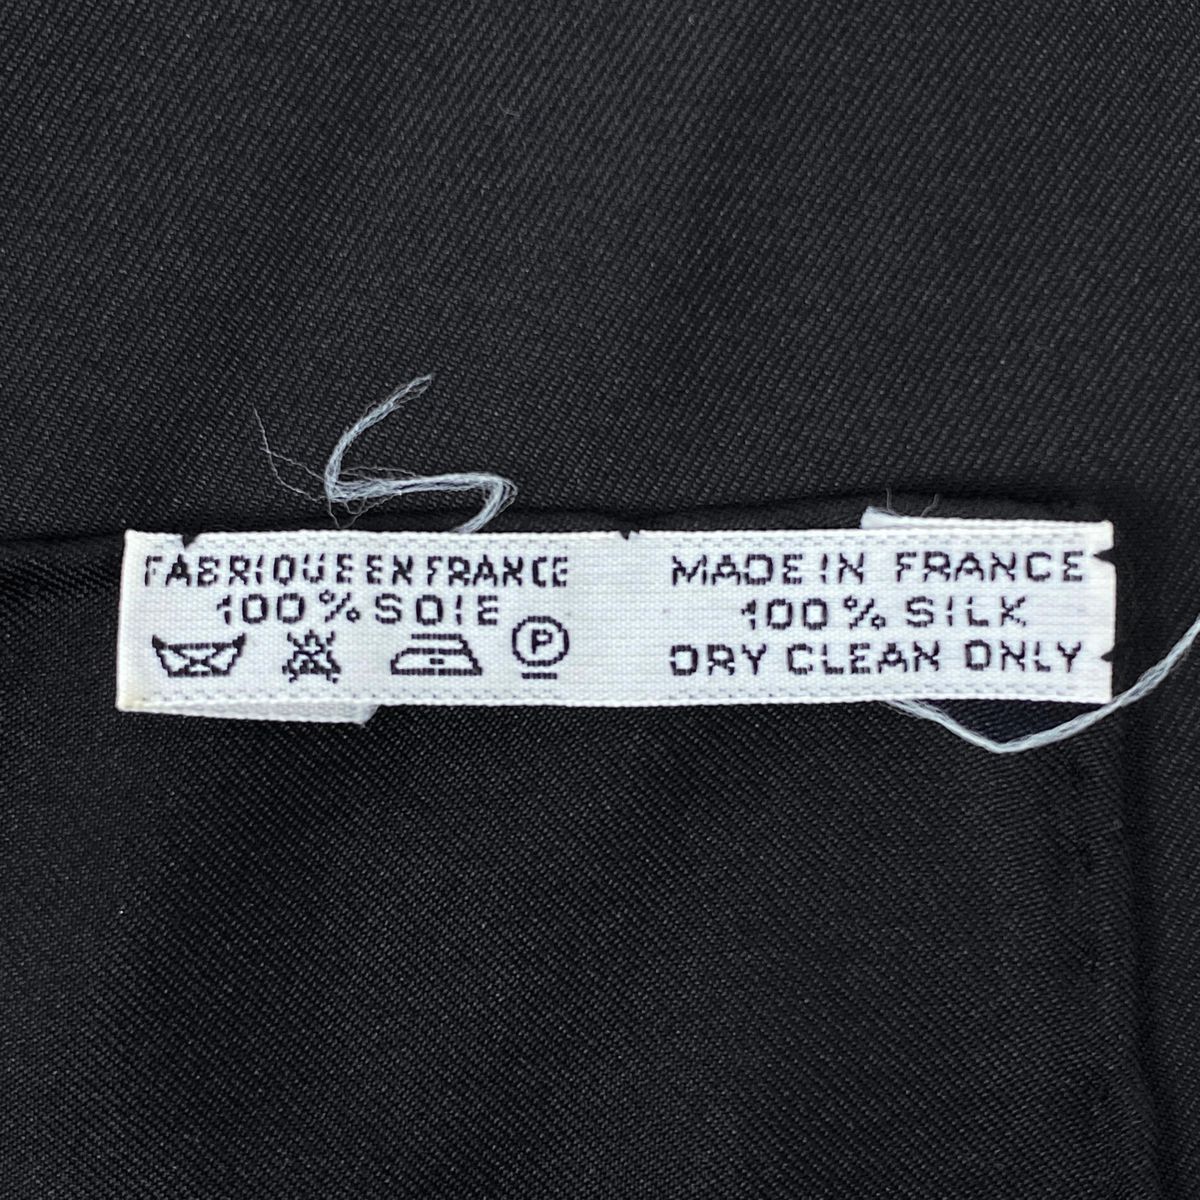 FABRIQUE EN FRANCE
100% SOIE
P
MADE IN FRANCE
100% SILK
DRY CLEAN ONLY